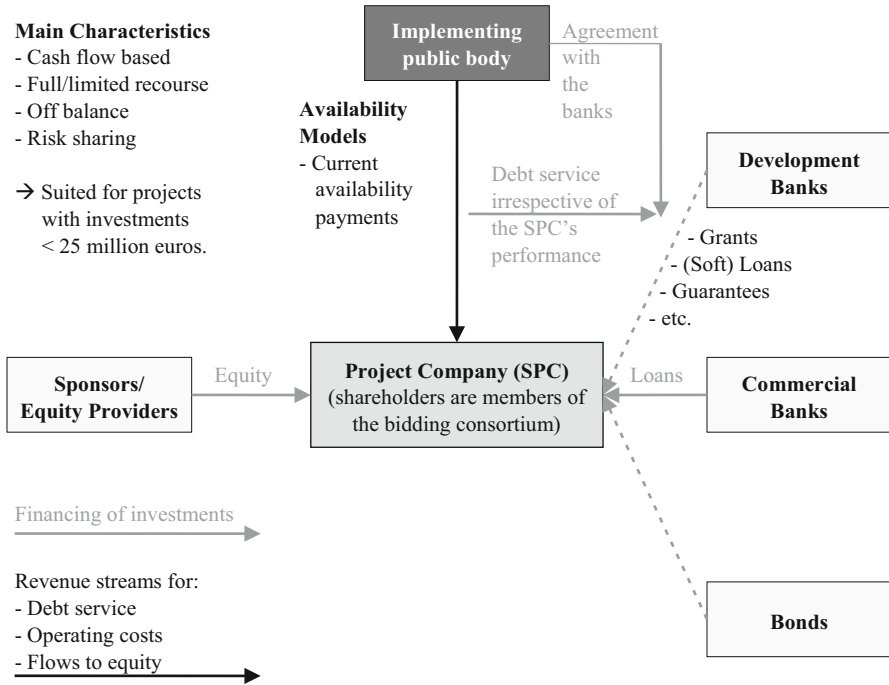 Main Characteristics
- Cash flow based
- Full/limited recourse
- Off balance
- Risk sharing
→ Suited for projects
with investments
< 25 million euros.
Implementing
public body
Agreement
with
the
banks
Availability
Models
- Current
availability
payments
Debt service
irrespective of
the SPC's
performance
Development
Banks
- Grants
- (Soft) Loans
- Guarantees
- etc.
Sponsors/
Equity Providers
Equity
Project Company (SPC)
(shareholders are members of
the bidding consortium)
Loans
Commercial
Banks
Financing of investments
Revenue streams for:
- Debt service
- Operating costs
- Flows to equity
Bonds